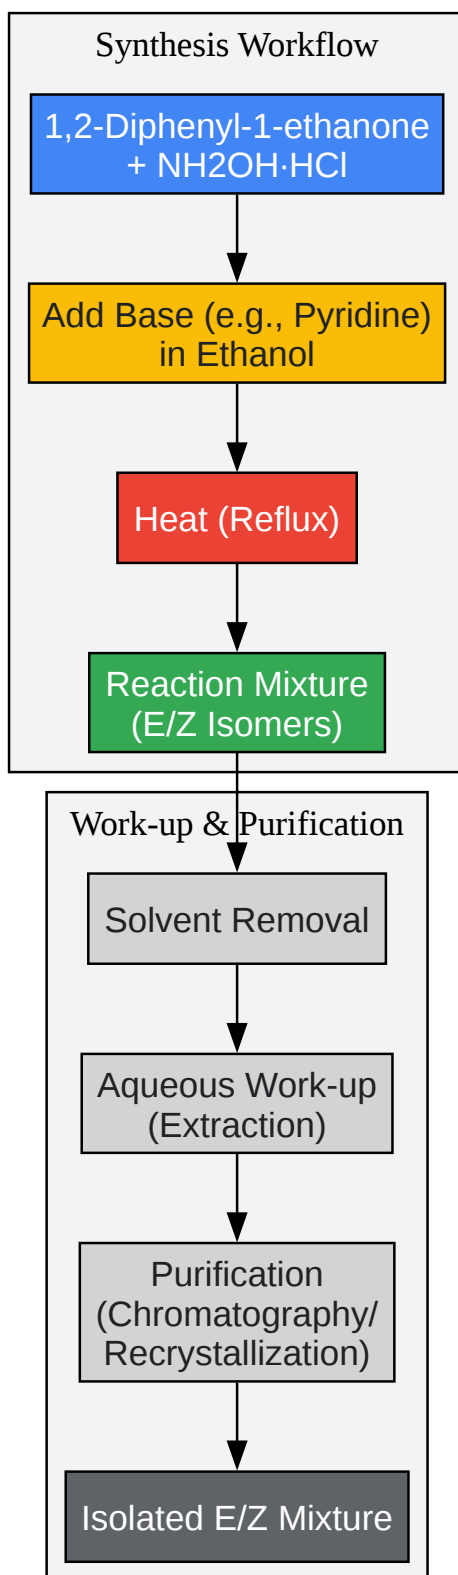 Synthesis Workflow
1,2-Diphenyl-1-ethanone
+ NH2OH·HCl
Add Base (e.g., Pyridine)
in Ethanol
Heat (Reflux)
Reaction Mixture
(E/Z Isomers)
Work-up & Purification
Solvent Removal
Aqueous Work-up
(Extraction)
Purification
(Chromatography/
Recrystallization)
Isolated E/Z Mixture